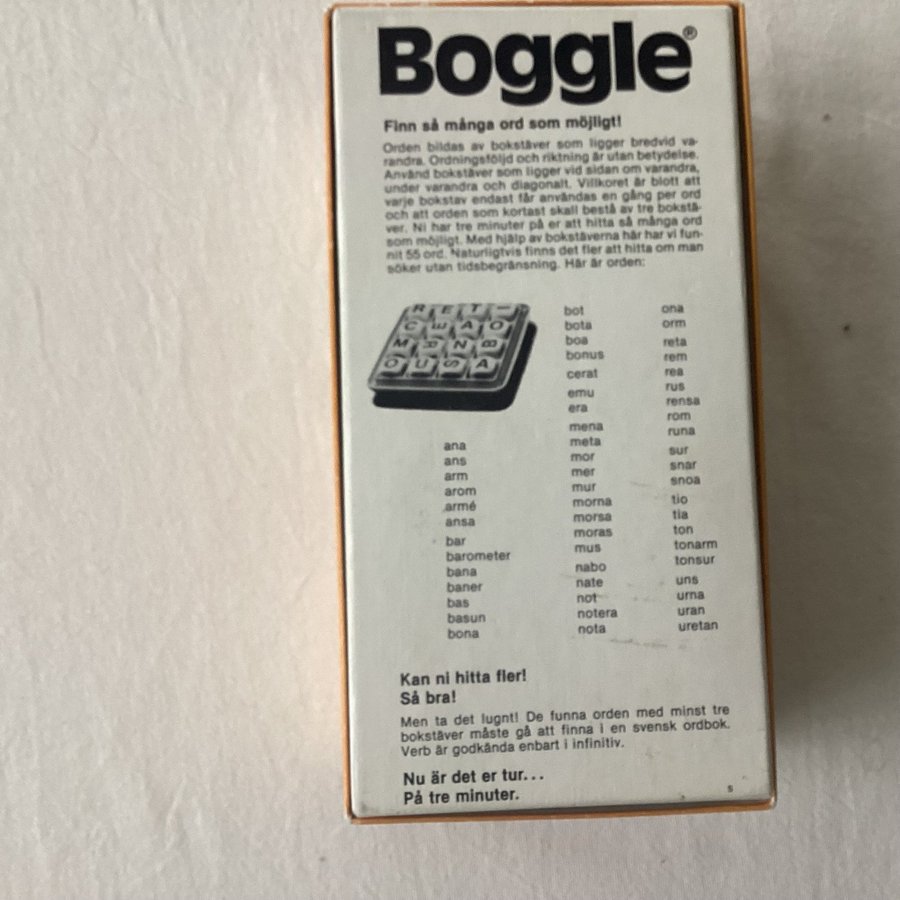 Boggle®
Finn så många ord som möjligt!
Orden bildas av bokstäver som ligger bredvid va-
randra. Ordningsföljd och riktning är utan betydelse.
Använd bokstäver som ligger vid sidan om varandra,
under varandra och diagonalt. Villkoret är blott att
varje bokstav endast får användas en gång per ord
och att orden som kortast skall bestå av tre bokstä-
ver. Ni har tre minuter på er att hitta så många ord
som möjligt. Med hjälp av bokstäverna här har vi fun-
nit 55 ord. Naturligtvis finns det fler att hitta om man
söker utan tidsbegränsning. Här är orden:
R E T I
C E A O
M R N B
O U S A
ana
ans
arm
arom
armé
ansa
bar
barometer
bana
baner
bas
basun
bona
bot
bota
boa
bonus
cerat
emu
era
mena
meta
mor
mer
mur
morna
morsa
moras
mus
nabo
nate
not
notera
nota
ona
orm
reta
rem
rea
rus
rensa
rom
runa
sur
snar
snoa
tio
tia
ton
tonarm
tonsur
uns
urna
uran
uretan
Kan ni hitta fler!
Så bra!
Men ta det lugnt! De funna orden med minst tre
bokstäver måste gå att finna i en svensk ordbok.
Verb är godkända enbart i infinitiv.
Nu är det er tur...
På tre minuter.
s